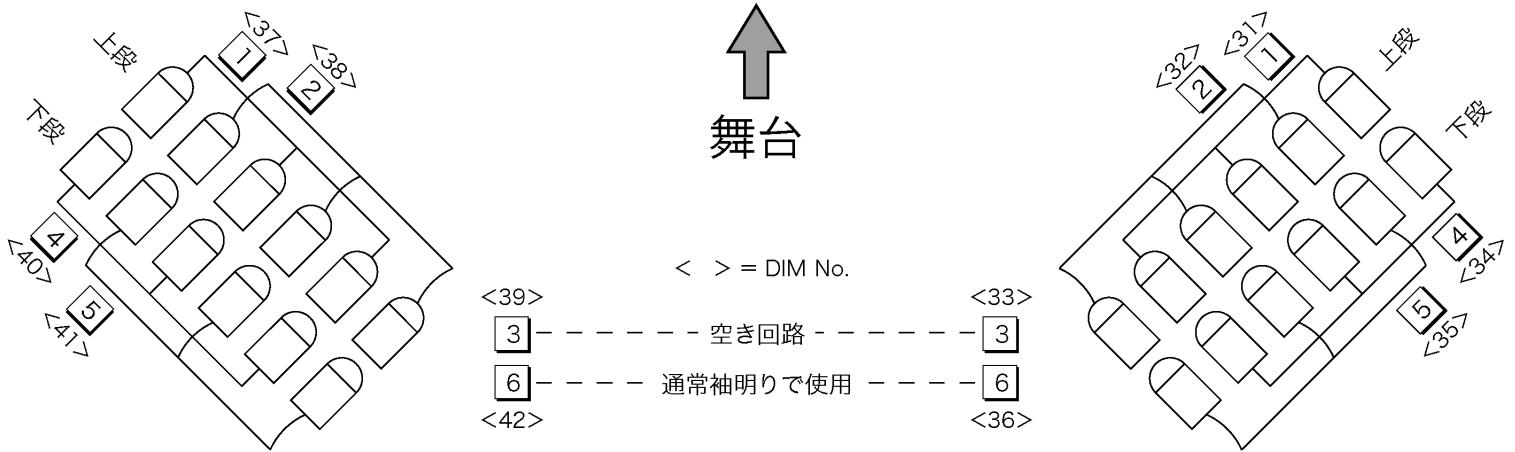 上段
下段
<37>
1
<38>
2
4
<40>
5
<41>
舞台
< > = DIM No.
<39>
<33>
3 空き回路 3
6 通常袖明りで使用 6
<42>
<36>
<31>
1
<32>
2
上段
下段
4
<34>
5
<35>